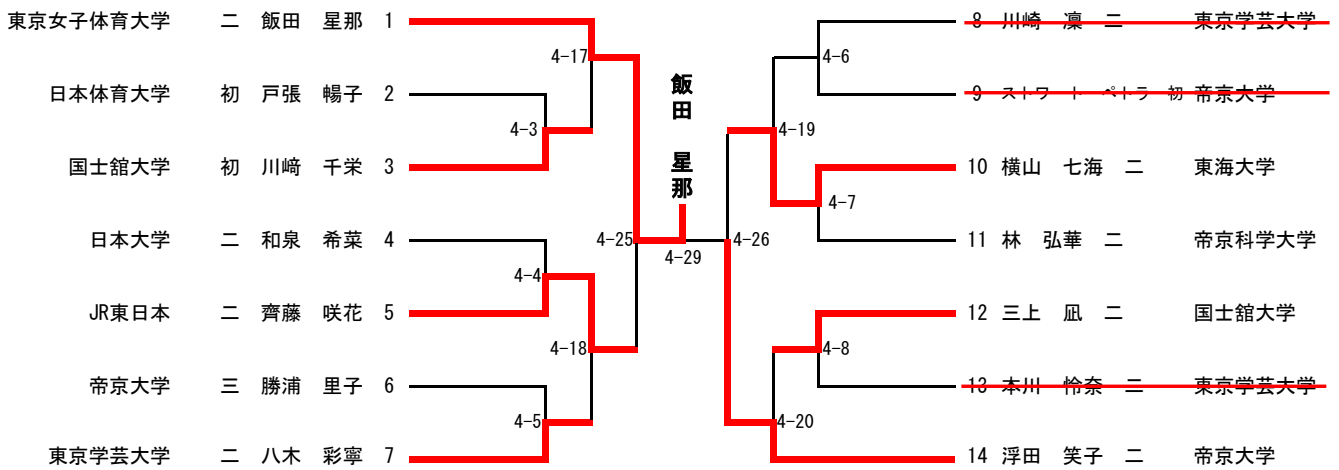 東京女子体育大学 二 飯田 星那 1
日本体育大学 初 戸張 暢子 2
国士舘大学 初 川﨑 千栄 3
日本大学 二 和泉 希菜 4
JR東日本 二 齊藤 咲花 5
帝京大学 三 勝浦 里子 6
東京学芸大学 二 八木 彩寧 7
4-17
4-3
4-4
4-18
4-5
4-25
飯田 星那
4-29
4-26
4-6
4-19
4-7
4-8
4-20
8 川崎 凜 二 東京学芸大学
9 ストワート ペトラ 初 帝京大学
10 横山 七海 二 東海大学
11 林 弘華 二 帝京科学大学
12 三上 凪 二 国士舘大学
13 本川 怜奈 二 東京学芸大学
14 浮田 笑子 二 帝京大学